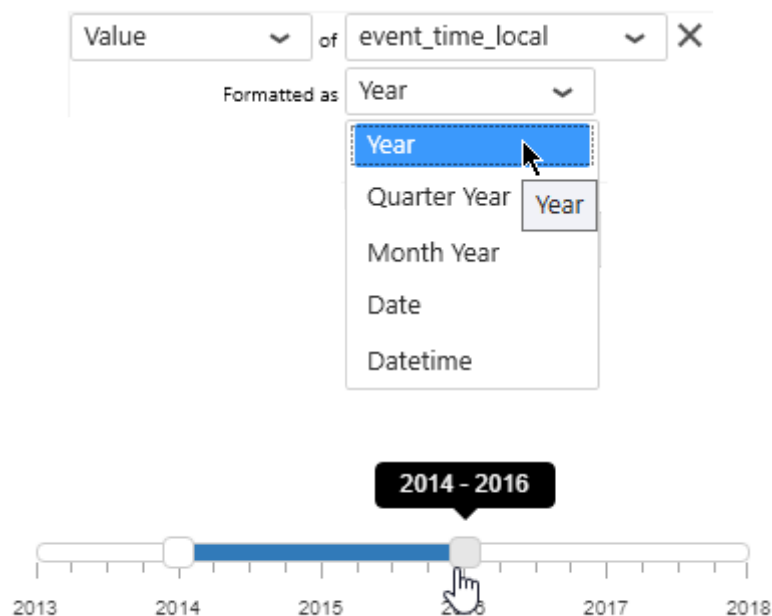 Value of event_time_local
Formatted as Year
Year
Quarter Year
Year
Month Year
Date
Datetime
2014 - 2016
2013 2014 2015 2017 2018